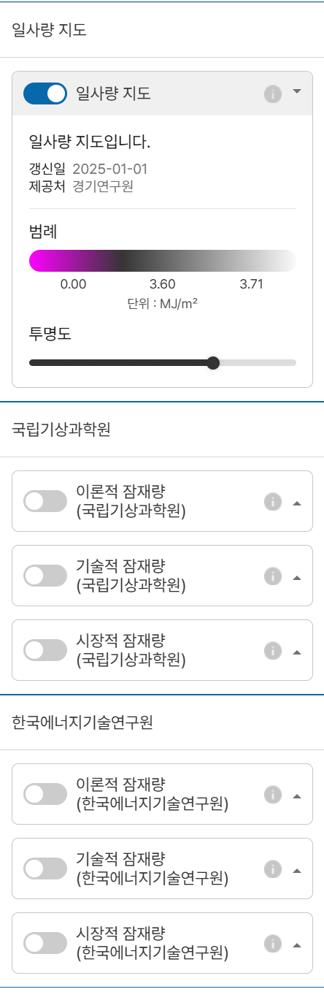 일사량 지도
일사량 지도
일사량 지도입니다.
갱신일 2025-01-01
제공처 경기연구원
범례
0.00 3.60 3.71
단위 : MJ/m²
투명도
국립기상과학원
이론적 잠재량
(국립기상과학원)
기술적 잠재량
(국립기상과학원)
시장적 잠재량
(국립기상과학원)
한국에너지기술연구원
이론적 잠재량
(한국에너지기술연구원)
기술적 잠재량
(한국에너지기술연구원)
시장적 잠재량
(한국에너지기술연구원)